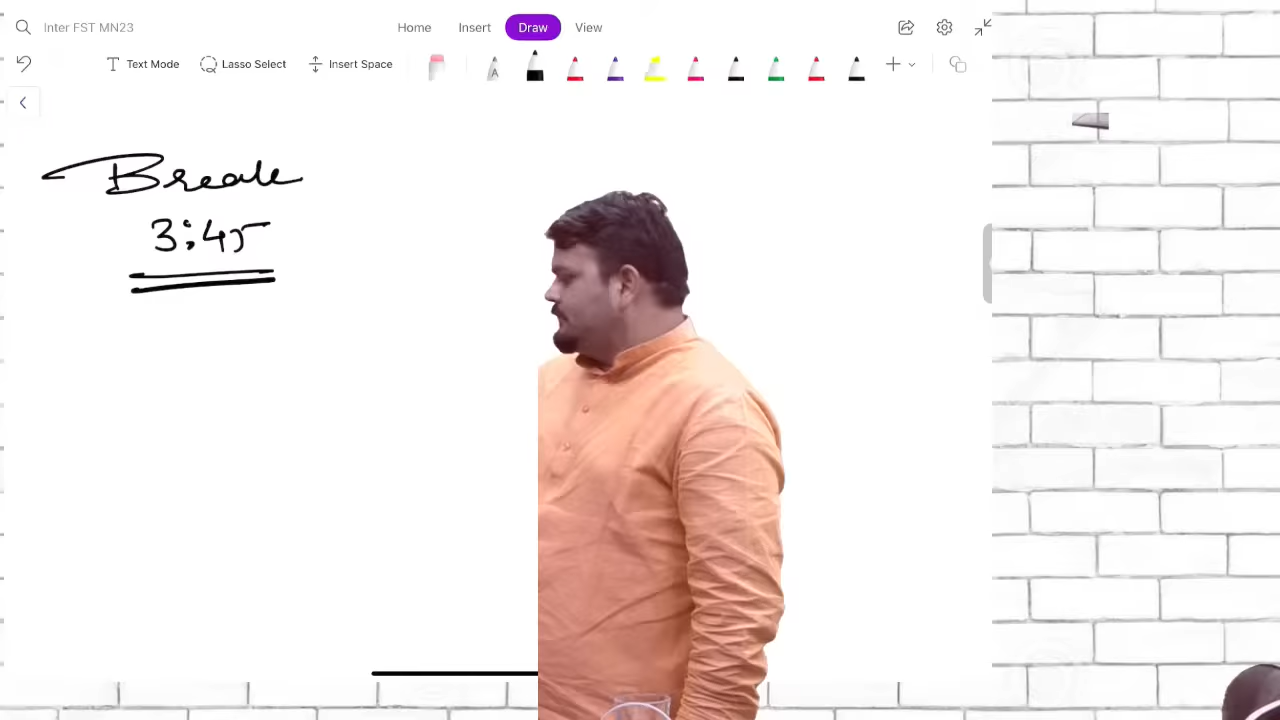 Inter FST MN23
Home Insert Draw View
Text Mode Lasso Select Insert Space
A
Break
3:45